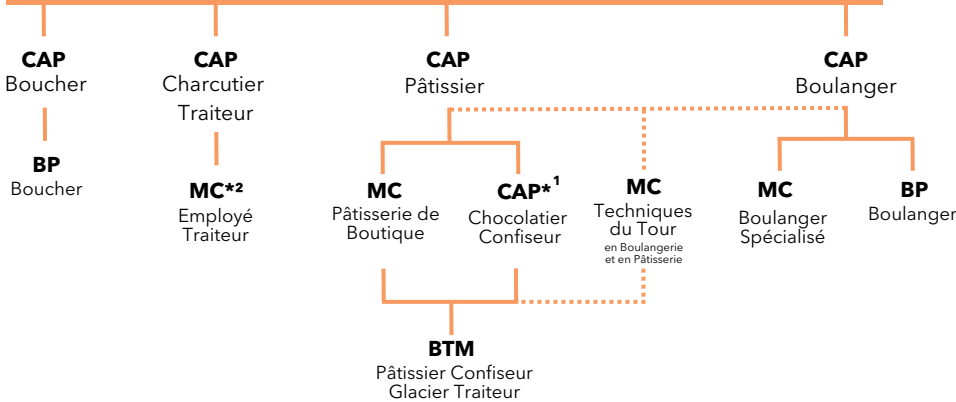 CAP
Boucher
CAP
Charcutier
Traiteur
CAP
Pâtissier
CAP
Boulanger
BP
Boucher
MC*²
Employé
Traiteur
MC
Pâtisserie de
Boutique
CAP*¹
Chocolatier
Confiseur
MC
Techniques
du Tour
en Boulangerie
et en Pâtisserie
MC
Boulanger
Spécialisé
BP
Boulanger
BTM
Pâtissier Confiseur
Glacier Traiteur